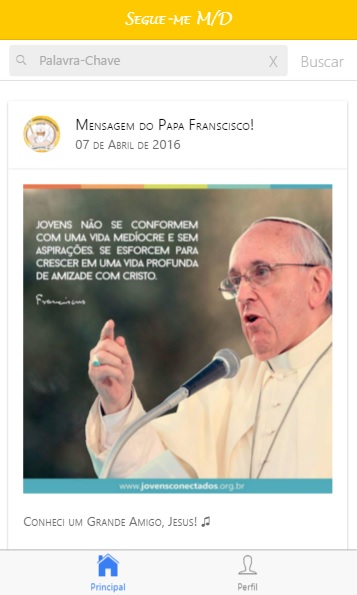 Segue-me M/D
Palavra-Chave X Buscar
Mensagem do Papa Franscisco!
07 de Abril de 2016
JOVENS NÃO SE CONFORMEM
COM UMA VIDA MEDÍOCRE E SEM
ASPIRAÇÕES. SE ESFORCEM PARA
CRESCER EM UMA VIDA PROFUNDA
DE AMIZADE COM CRISTO.
Franciscus
www.jovensconectados.org.br
Conheci um Grande Amigo, Jesus! ♫
Principal Perfil